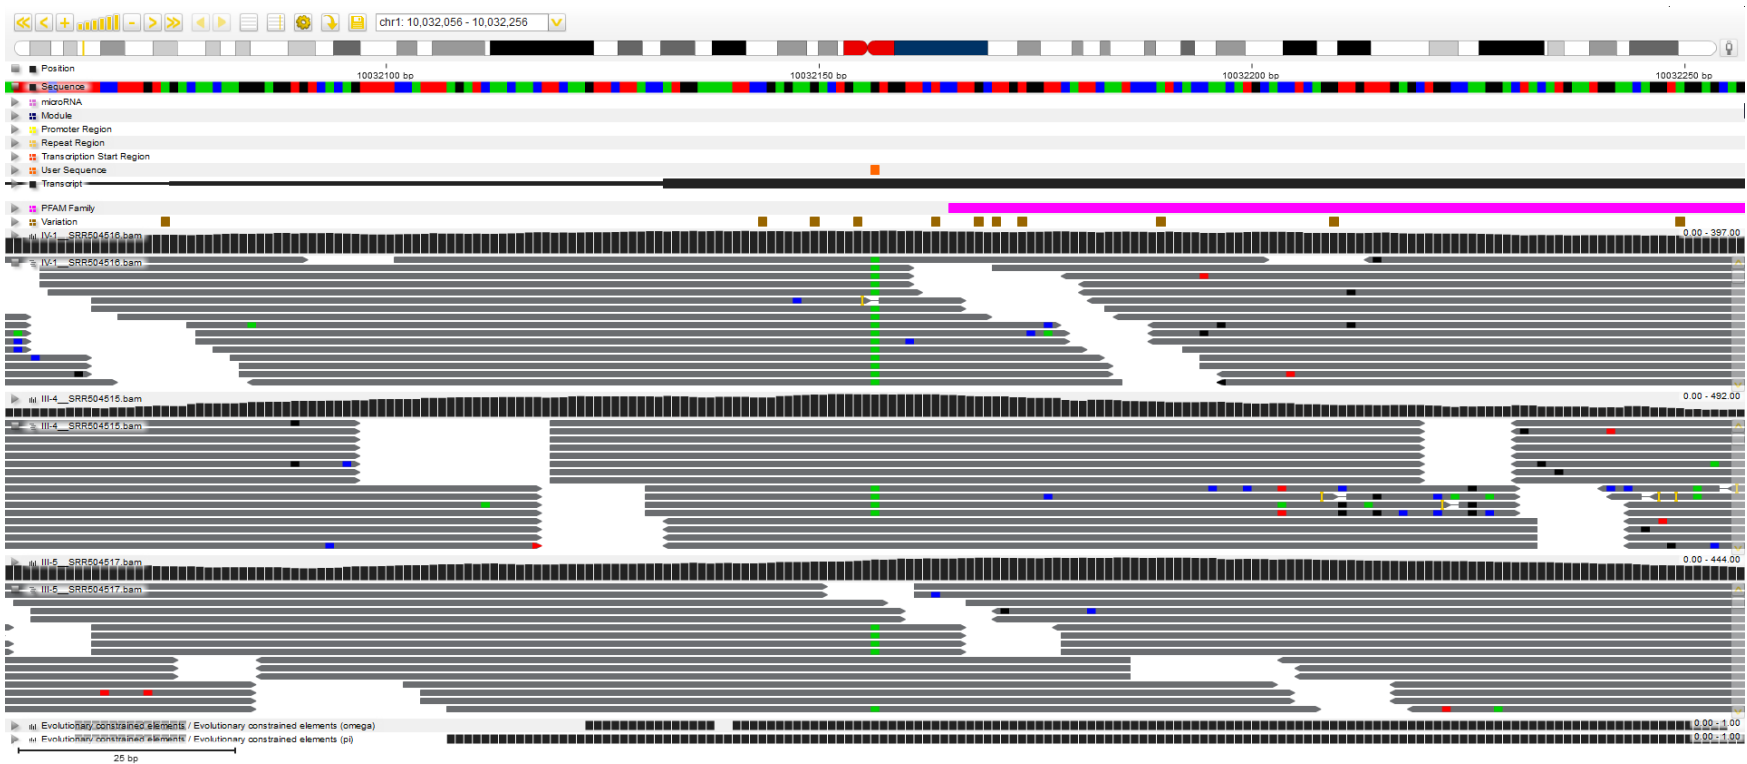 chr1: 10,032,056 - 10,032,256
Position
10032100 bp
10032150 bp
10032200 bp
10032250 bp
Sequence
microRNA
Module
Promoter Region
Repeat Region
Transcription Start Region
User Sequence
Transcript
PFAM Family
Variation
IV-1__SRR504516.bam
0.00 - 397.00
IV-1__SRR504516.bam
III-4__SRR504515.bam
0.00 - 492.00
III-4__SRR504515.bam
III-5__SRR504517.bam
0.00 - 444.00
III-5__SRR504517.bam
Evolutionary constrained elements / Evolutionary constrained elements (omega)
0.00 - 1.00
Evolutionary constrained elements / Evolutionary constrained elements (pi)
0.00 - 1.00
25 bp